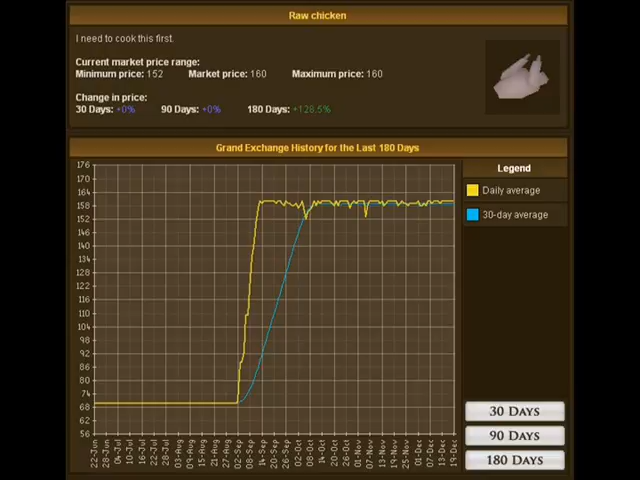 Raw chicken
I need to cook this first.
Current market price range:
Minimum price: 152 Market price: 160 Maximum price: 160
Change in price:
30 Days: +0% 90 Days: +0% 180 Days: +128.5%
Grand Exchange History for the Last 180 Days
176
170
164
158
152
146
140
134
128
122
116
110
104
98
92
86
80
74
68
62
56
22-Jun
28-Jun
04-Jul
10-Jul
16-Jul
22-Jul
28-Jul
03-Aug
09-Aug
15-Aug
21-Aug
27-Aug
02-Sep
08-Sep
14-Sep
20-Sep
26-Sep
02-Oct
08-Oct
14-Oct
20-Oct
26-Oct
01-Nov
07-Nov
13-Nov
19-Nov
25-Nov
01-Dec
07-Dec
13-Dec
19-Dec
Legend
Daily average
30-day average
30 DAYS
90 DAYS
180 DAYS